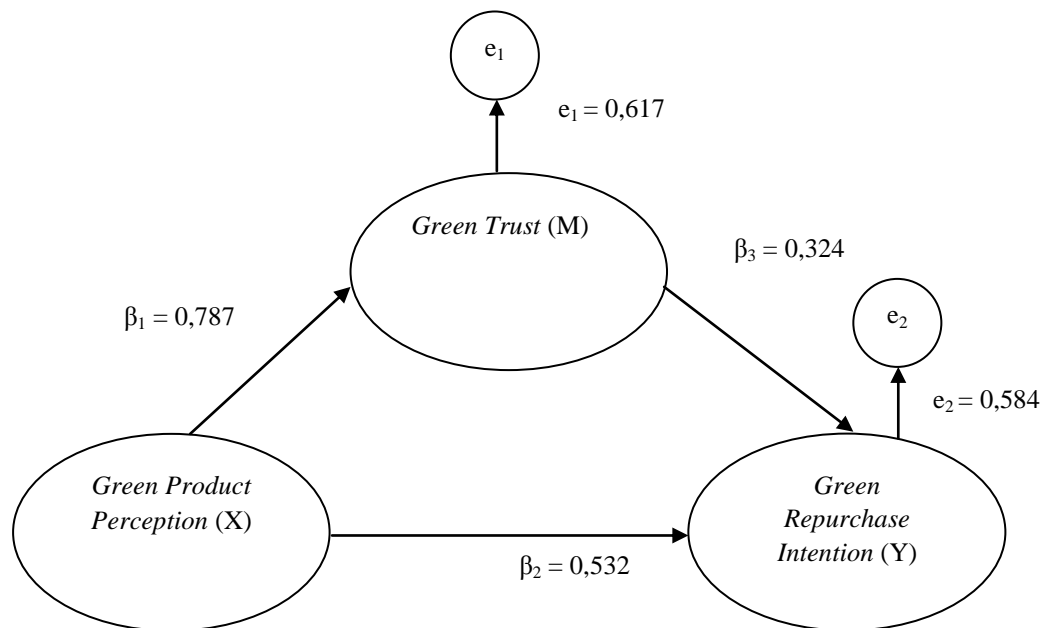 e₁
e₁ = 0,617
Green Trust (M)
β₃ = 0,324
β₁ = 0,787
e₂
e₂ = 0,584
Green Product
Perception (X)
Green
Repurchase
Intention (Y)
β₂ = 0,532